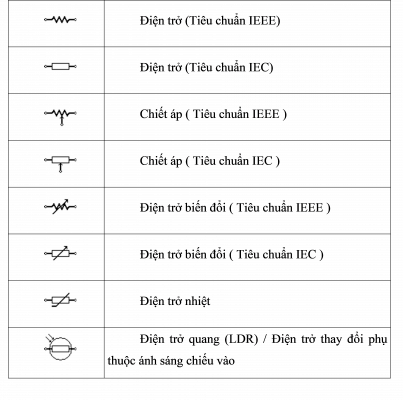 Điện trở (Tiêu chuẩn IEEE)
Điện trở (Tiêu chuẩn IEC)
Chiết áp ( Tiêu chuẩn IEEE )
Chiết áp ( Tiêu chuẩn IEC )
Điện trở biến đổi ( Tiêu chuẩn IEEE )
Điện trở biến đổi ( Tiêu chuẩn IEC )
Điện trở nhiệt
Điện trở quang (LDR) / Điện trở thay đổi phụ
thuộc ánh sáng chiếu vào